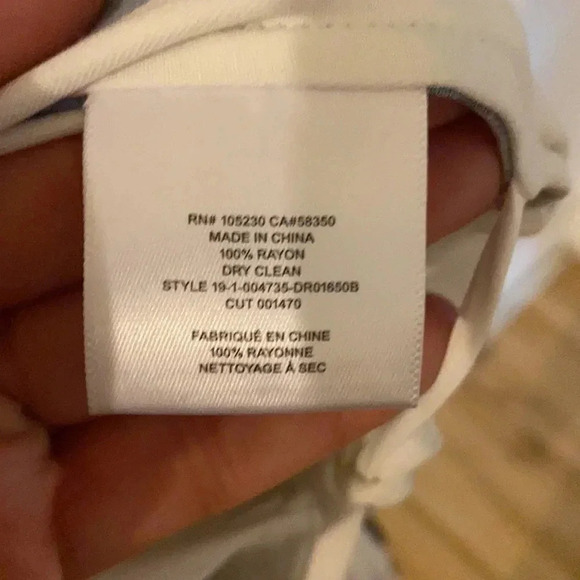 RN# 105230 CA#58350
MADE IN CHINA
100% RAYON
DRY CLEAN
STYLE 19-1-004735-DR01650B
CUT 001470
FABRIQUÉ EN CHINE
100% RAYONNE
NETTOYAGE À SEC